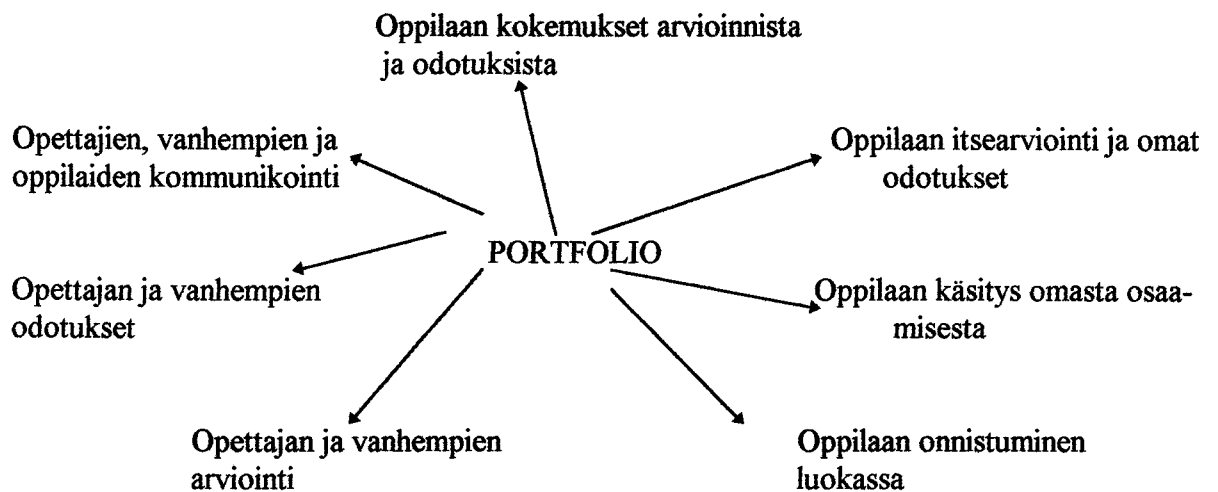 Oppilaan kokemukset arvioinnista
ja odotuksista
Opettajien, vanhempien ja
oppilaiden kommunikointi
Oppilaan itsearviointi ja omat
odotukset
PORTFOLIO
Opettajan ja vanhempien
odotukset
Oppilaan käsitys omasta osaa-
misesta
Opettajan ja vanhempien
arviointi
Oppilaan onnistuminen
luokassa